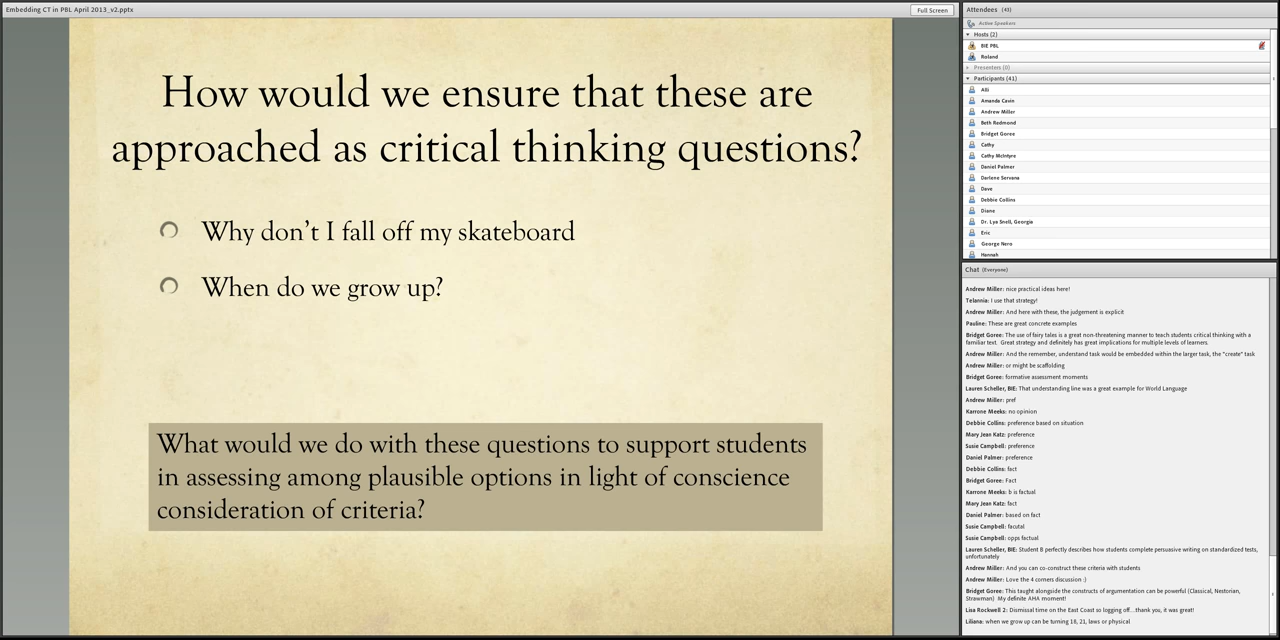 Embedding CT in PBL April 2013_v2.pptx
Full Screen
How would we ensure that these are
approached as critical thinking questions?
Why don't I fall off my skateboard
When do we grow up?
What would we do with these questions to support students
in assessing among plausible options in light of conscience
consideration of criteria?
Attendees (43)
Active Speakers
Hosts (2)
BIE PBL
Roland
Presenters (0)
Participants (41)
Alli
Amanda Cavin
Andrew Miller
Beth Redmond
Bridget Goree
Cathy
Cathy McIntyre
Daniel Palmer
Darlene Servana
Dave
Debbie Collins
Diane
Dr. Lya Snell, Georgia
Eric
George Nero
Hannah
Chat (Everyone)
Andrew Miller: nice practical ideas here!
Telannia: I use that strategy!
Andrew Miller: And here with these, the judgement is explicit
Pauline: These are great concrete examples
Bridget Goree: The use of fairy tales is a great non-threatening manner to teach students critical thinking with a
familiar text. Great strategy and definitely has great implications for multiple levels of learners.
Andrew Miller: And the remember, understand task would be embedded within the larger task, the "create" task
Andrew Miller: or might be scaffolding
Bridget Goree: formative assessment moments
Lauren Scheller, BIE: That understanding line was a great example for World Language
Andrew Miller: pref
Karrone Meeks: no opinion
Debbie Collins: preference based on situation
Mary Jean Katz: preference
Susie Campbell: preference
Daniel Palmer: preference
Debbie Collins: fact
Bridget Goree: Fact
Karrone Meeks: b is factual
Mary Jean Katz: fact
Daniel Palmer: based on fact
Susie Campbell: facutal
Susie Campbell: opps factual
Lauren Scheller, BIE: Student B perfectly describes how students complete persuasive writing on standardized tests,
unfortunately
Andrew Miller: And you can co-construct these criteria with students
Andrew Miller: Love the 4 corners discussion :)
Bridget Goree: This taught alongside the constructs of argumentation can be powerful (Classical, Nestorian,
Strawman) My definite AHA moment!
Lisa Rockwell 2: Dismissal time on the East Coast so logging off...thank you, it was great!
Liliana: when we grow up can be turning 18, 21, laws or physical